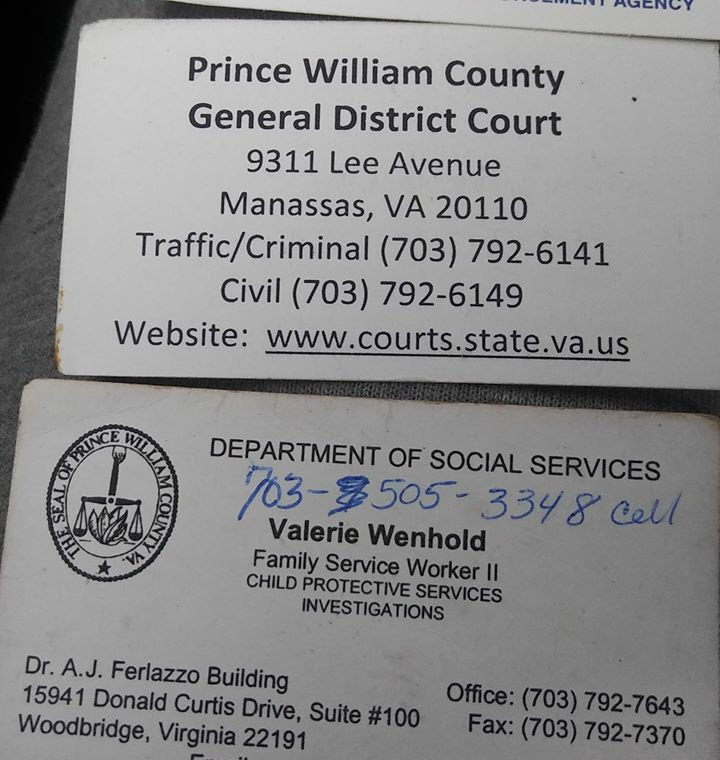 AGENCY
Prince William County
General District Court
9311 Lee Avenue
Manassas, VA 20110
Traffic/Criminal (703) 792-6141
Civil (703) 792-6149
Website: www.courts.state.va.us
THE SEAL OF PRINCE WILLIAM COUNTY VA.
DEPARTMENT OF SOCIAL SERVICES
703-505-3348 cell
Valerie Wenhold
Family Service Worker II
CHILD PROTECTIVE SERVICES
INVESTIGATIONS
Dr. A.J. Ferlazzo Building
15941 Donald Curtis Drive, Suite #100
Woodbridge, Virginia 22191
Office: (703) 792-7643
Fax: (703) 792-7370